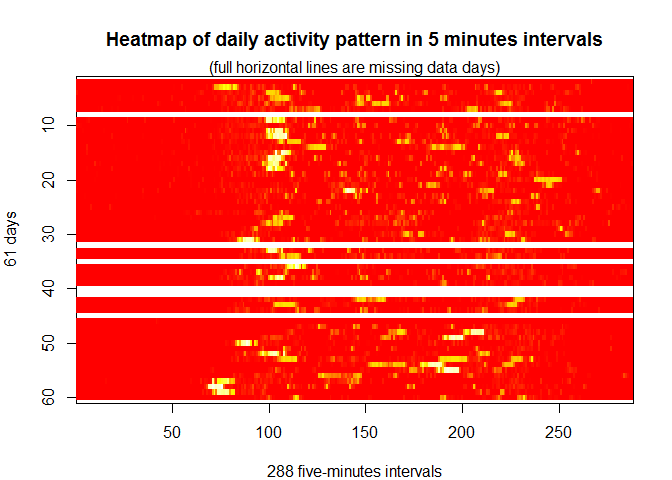 Heatmap of daily activity pattern in 5 minutes intervals
(full horizontal lines are missing data days)
10
20
30
40
50
60
61 days
50
100
150
200
250
288 five-minutes intervals